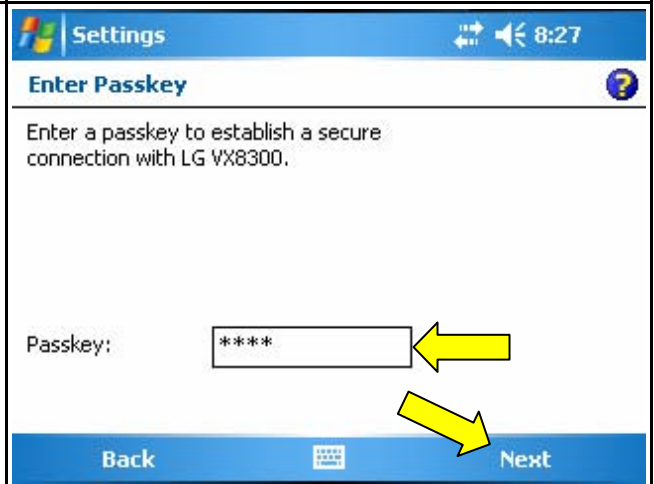 Settings 8:27
Enter Passkey ?
Enter a passkey to establish a secure
connection with LG VX8300.
Passkey: ****
Back Next